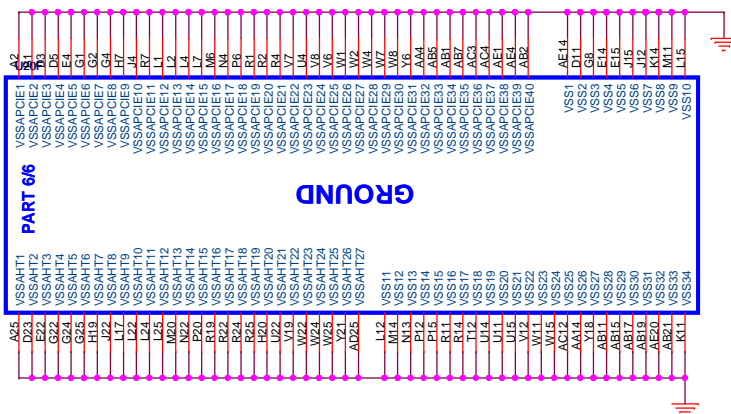 A2 B1 D3 D5 E4 G1 G2 G4 H7 J4 R7 L1 L2 L4 L7 M6 N4 P6 R1 R2 R4 V7 U4 V8 V6 W1 W2 W4 W7 W8 Y6 AA4 AB5 AB1 AB7 AC3 AC4 AE1 AE4 AB2 AE14 D11 G8 E14 E15 J15 J12 K14 M11 L15
U20F
VSSAPCIE1 VSSAPCIE2 VSSAPCIE3 VSSAPCIE4 VSSAPCIE5 VSSAPCIE6 VSSAPCIE7 VSSAPCIE8 VSSAPCIE9 VSSAPCIE10 VSSAPCIE11 VSSAPCIE12 VSSAPCIE13 VSSAPCIE14 VSSAPCIE15 VSSAPCIE16 VSSAPCIE17 VSSAPCIE18 VSSAPCIE19 VSSAPCIE20 VSSAPCIE21 VSSAPCIE22 VSSAPCIE23 VSSAPCIE24 VSSAPCIE25 VSSAPCIE26 VSSAPCIE27 VSSAPCIE28 VSSAPCIE29 VSSAPCIE30 VSSAPCIE31 VSSAPCIE32 VSSAPCIE33 VSSAPCIE34 VSSAPCIE35 VSSAPCIE36 VSSAPCIE37 VSSAPCIE38 VSSAPCIE39 VSSAPCIE40 VSS1 VSS2 VSS3 VSS4 VSS5 VSS6 VSS7 VSS8 VSS9 VSS10
PART 6/6
GROUND
VSSAHT1 VSSAHT2 VSSAHT3 VSSAHT4 VSSAHT5 VSSAHT6 VSSAHT7 VSSAHT8 VSSAHT9 VSSAHT10 VSSAHT11 VSSAHT12 VSSAHT13 VSSAHT14 VSSAHT15 VSSAHT16 VSSAHT17 VSSAHT18 VSSAHT19 VSSAHT20 VSSAHT21 VSSAHT22 VSSAHT23 VSSAHT24 VSSAHT25 VSSAHT26 VSSAHT27 VSS11 VSS12 VSS13 VSS14 VSS15 VSS16 VSS17 VSS18 VSS19 VSS20 VSS21 VSS22 VSS23 VSS24 VSS25 VSS26 VSS27 VSS28 VSS29 VSS30 VSS31 VSS32 VSS33 VSS34
A25 D23 E22 G22 G24 G25 H19 J22 L17 L22 L24 L25 M20 N22 P20 R19 R22 R24 R25 H20 U22 V19 W22 W24 W25 Y21 AD25 L12 M14 N13 P12 P15 R11 R14 T12 U14 U11 U15 V12 W11 W15 AC12 AA14 Y18 AB11 AB15 AB17 AB19 AE20 AB21 K11